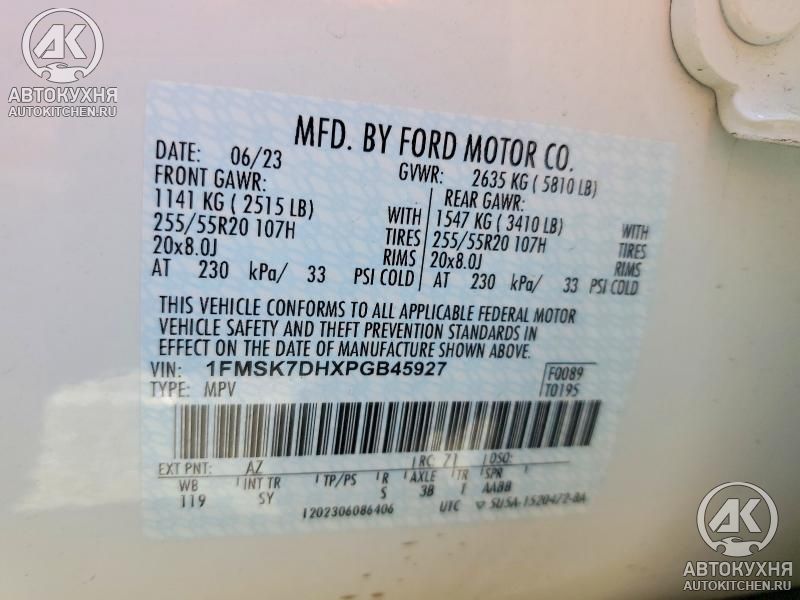 АК
АВТОКУХНЯ
AUTOKITCHEN.RU
MFD. BY FORD MOTOR CO.
DATE: 06/23 GVWR: 2635 KG ( 5810 LB)
FRONT GAWR: REAR GAWR:
1141 KG ( 2515 LB) WITH 1547 KG ( 3410 LB) WITH
255/55R20 107H TIRES 255/55R20 107H TIRES
20x8.0J RIMS 20x8.0J RIMS
AT 230 kPa/ 33 PSI COLD AT 230 kPa/ 33 PSI COLD
THIS VEHICLE CONFORMS TO ALL APPLICABLE FEDERAL MOTOR
VEHICLE SAFETY AND THEFT PREVENTION STANDARDS IN
EFFECT ON THE DATE OF MANUFACTURE SHOWN ABOVE.
VIN: 1FMSK7DHXPGB45927 F0089
TYPE: MPV T0195
EXT PNT: AZ RC: 71 DSO:
WB INT TR TP/PS R AXLE TR SPR
119 SY S 3B I AABB
1202306086406 UTC
АК
АВТОКУХНЯ
AUTOKITCHEN.RU